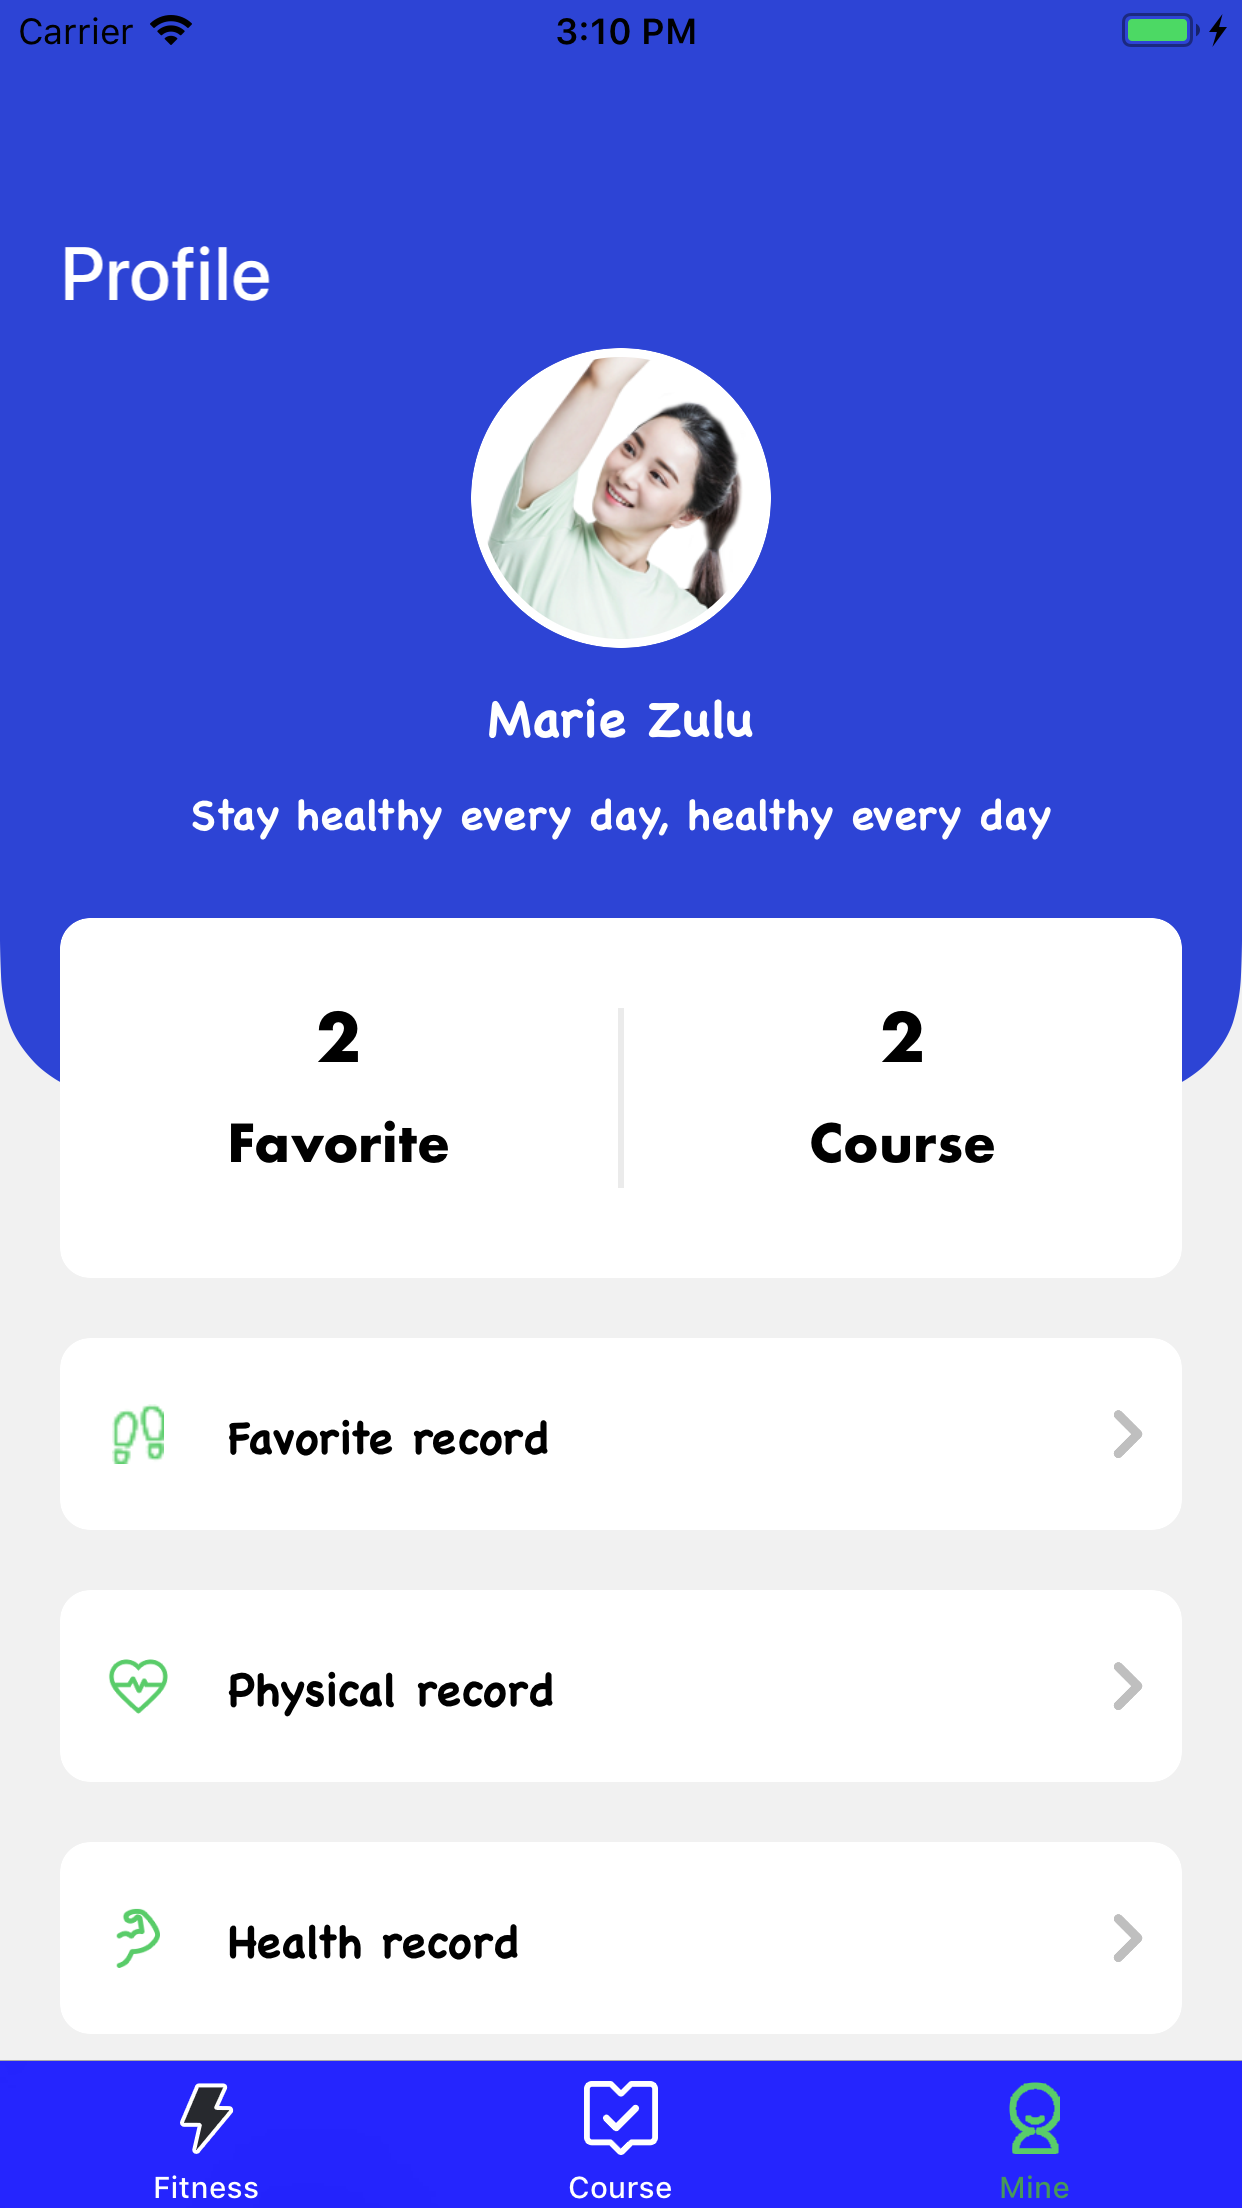 Carrier 3:10 PM
Profile
Marie Zulu
Stay healthy every day, healthy every day
2 2
Favorite Course
Favorite record
Physical record
Health record
Fitness Course Mine